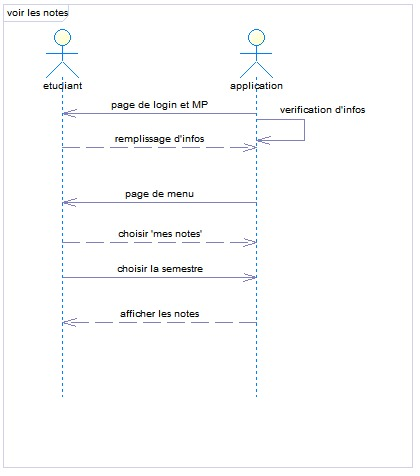 voir les notes
etudiant
application
page de login et MP
verification d'infos
remplissage d'infos
page de menu
choisir 'mes notes'
choisir la semestre
afficher les notes